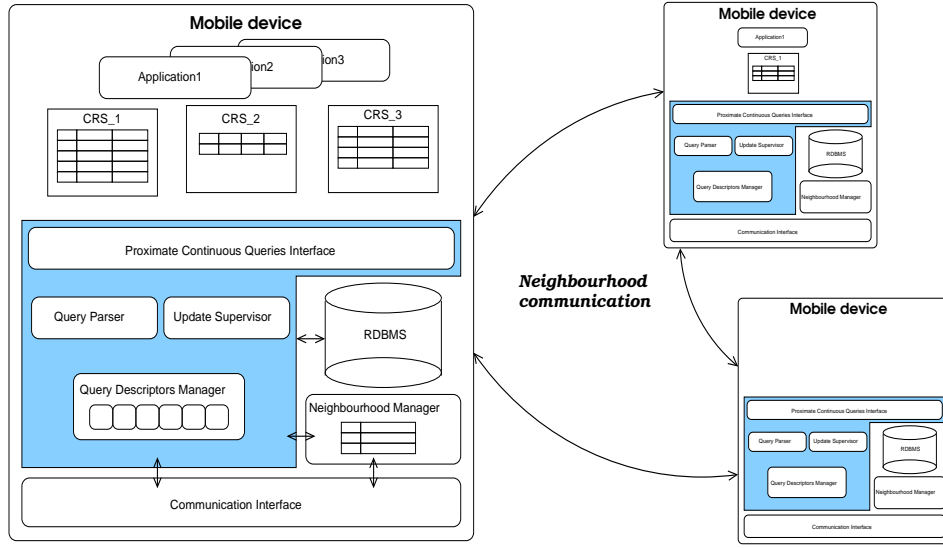 Mobile device
ion3
ion2
Application1
CRS_1
CRS_2
CRS_3
Proximate Continuous Queries Interface
Query Parser
Update Supervisor
RDBMS
Query Descriptors Manager
Neighbourhood Manager
Communication Interface
Neighbourhood
communication
Mobile device
Application1
CRS_1
Proximate Continuous Queries Interface
Query Parser
Update Supervisor
RDBMS
Query Descriptors Manager
Neighbourhood Manager
Communication Interface
Mobile device
Proximate Continuous Queries Interface
Query Parser
Update Supervisor
RDBMS
Query Descriptors Manager
Neighbourhood Manager
Communication Interface